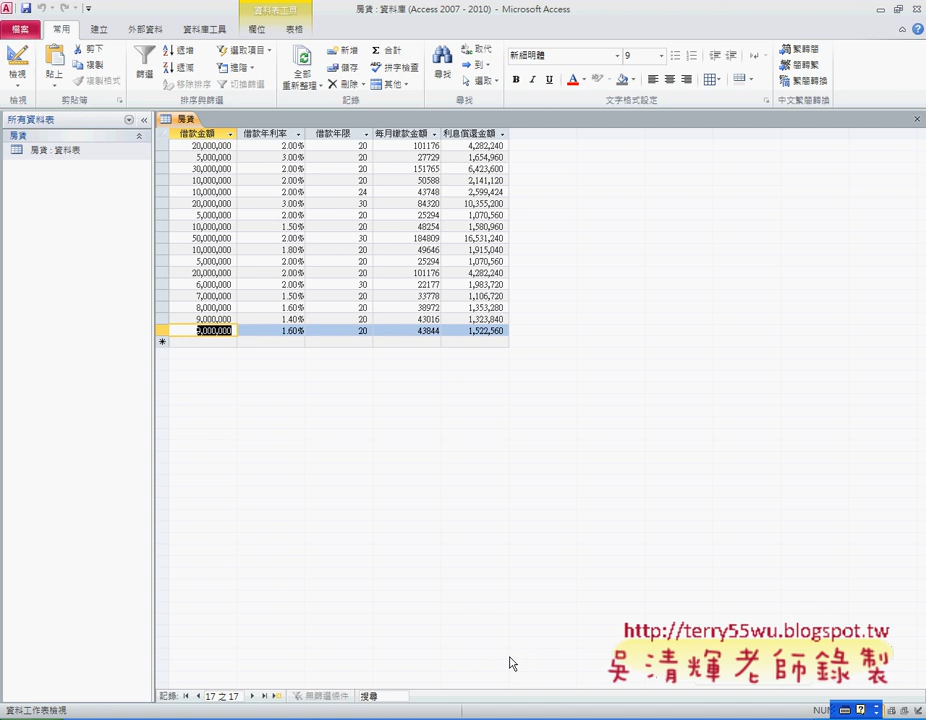 房貸 : 資料庫 (Access 2007 - 2010) - Microsoft Access
資料表工具
檔案 常用 建立 外部資料 資料庫工具 欄位 表格
檢視
檢視
貼上
剪下
複製
複製格式
剪貼簿
篩選
遞增
遞減
移除排序
選取項目
進階
切換篩選
排序與篩選
全部
重新整理
新增
儲存
刪除
合計
拼字檢查
其他
記錄
尋找
取代
到
選取
尋找
新細明體 9
B I U A
文字格式設定
繁轉簡
簡轉繁
繁簡轉換
中文繁簡轉換
所有資料表
房貸
房貸 : 資料表
房貸
借款金額 借款年利率 借款年限 每月繳款金額 利息償還金額
20,000,000 2.00% 20 101176 4,282,240
5,000,000 3.00% 20 27729 1,654,960
30,000,000 2.00% 20 151765 6,423,600
10,000,000 2.00% 20 50588 2,141,120
10,000,000 2.00% 24 43748 2,599,424
20,000,000 3.00% 30 84320 10,355,200
5,000,000 2.00% 20 25294 1,070,560
10,000,000 1.50% 20 48254 1,580,960
50,000,000 2.00% 30 184809 16,531,240
10,000,000 1.80% 20 49646 1,915,040
5,000,000 2.00% 20 25294 1,070,560
20,000,000 2.00% 20 101176 4,282,240
6,000,000 2.00% 30 22177 1,983,720
7,000,000 1.50% 20 33778 1,106,720
8,000,000 1.60% 20 38972 1,353,280
9,000,000 1.40% 20 43016 1,323,840
9,000,000 1.60% 20 43844 1,522,560
http://terry55wu.blogspot.tw
吳清輝老師錄製
記錄: 17 之 17 無篩選條件 搜尋
資料工作表檢視
NUM